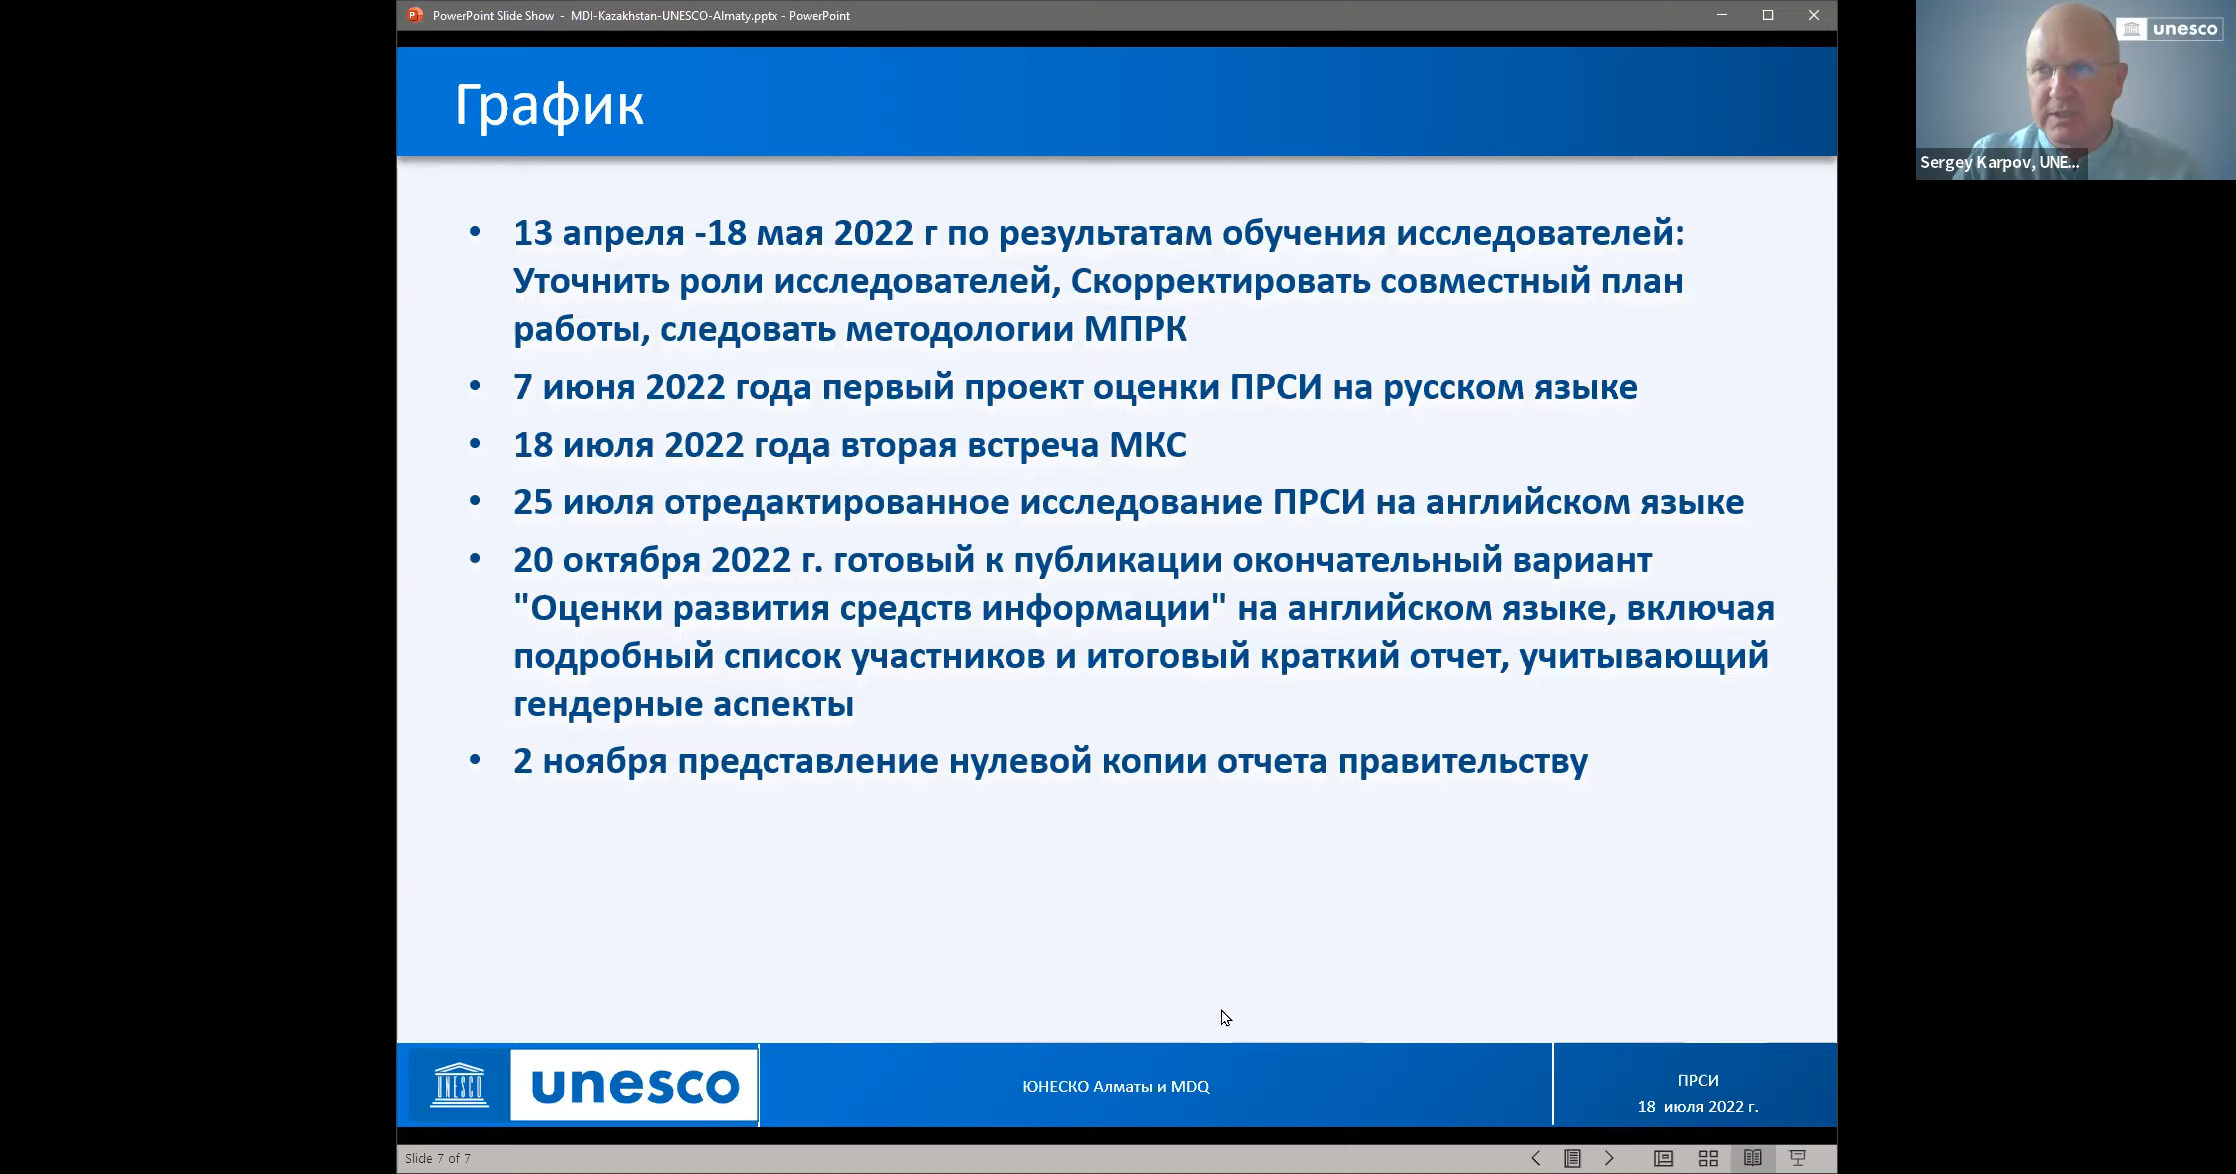 PowerPoint Slide Show - MDI-Kazakhstan-UNESCO-Almaty.pptx - PowerPoint
unesco
Sergey Karpov, UNE...
График
• 13 апреля -18 мая 2022 г по результатам обучения исследователей:
Уточнить роли исследователей, Скорректировать совместный план
работы, следовать методологии МПРК
• 7 июня 2022 года первый проект оценки ПРСИ на русском языке
• 18 июля 2022 года вторая встреча МКС
• 25 июля отредактированное исследование ПРСИ на английском языке
• 20 октября 2022 г. готовый к публикации окончательный вариант
"Оценки развития средств информации" на английском языке, включая
подробный список участников и итоговый краткий отчет, учитывающий
гендерные аспекты
• 2 ноября представление нулевой копии отчета правительству
UNESCO
unesco
ЮНЕСКО Алматы и MDQ
ПРСИ
18 июля 2022 г.
Slide 7 of 7